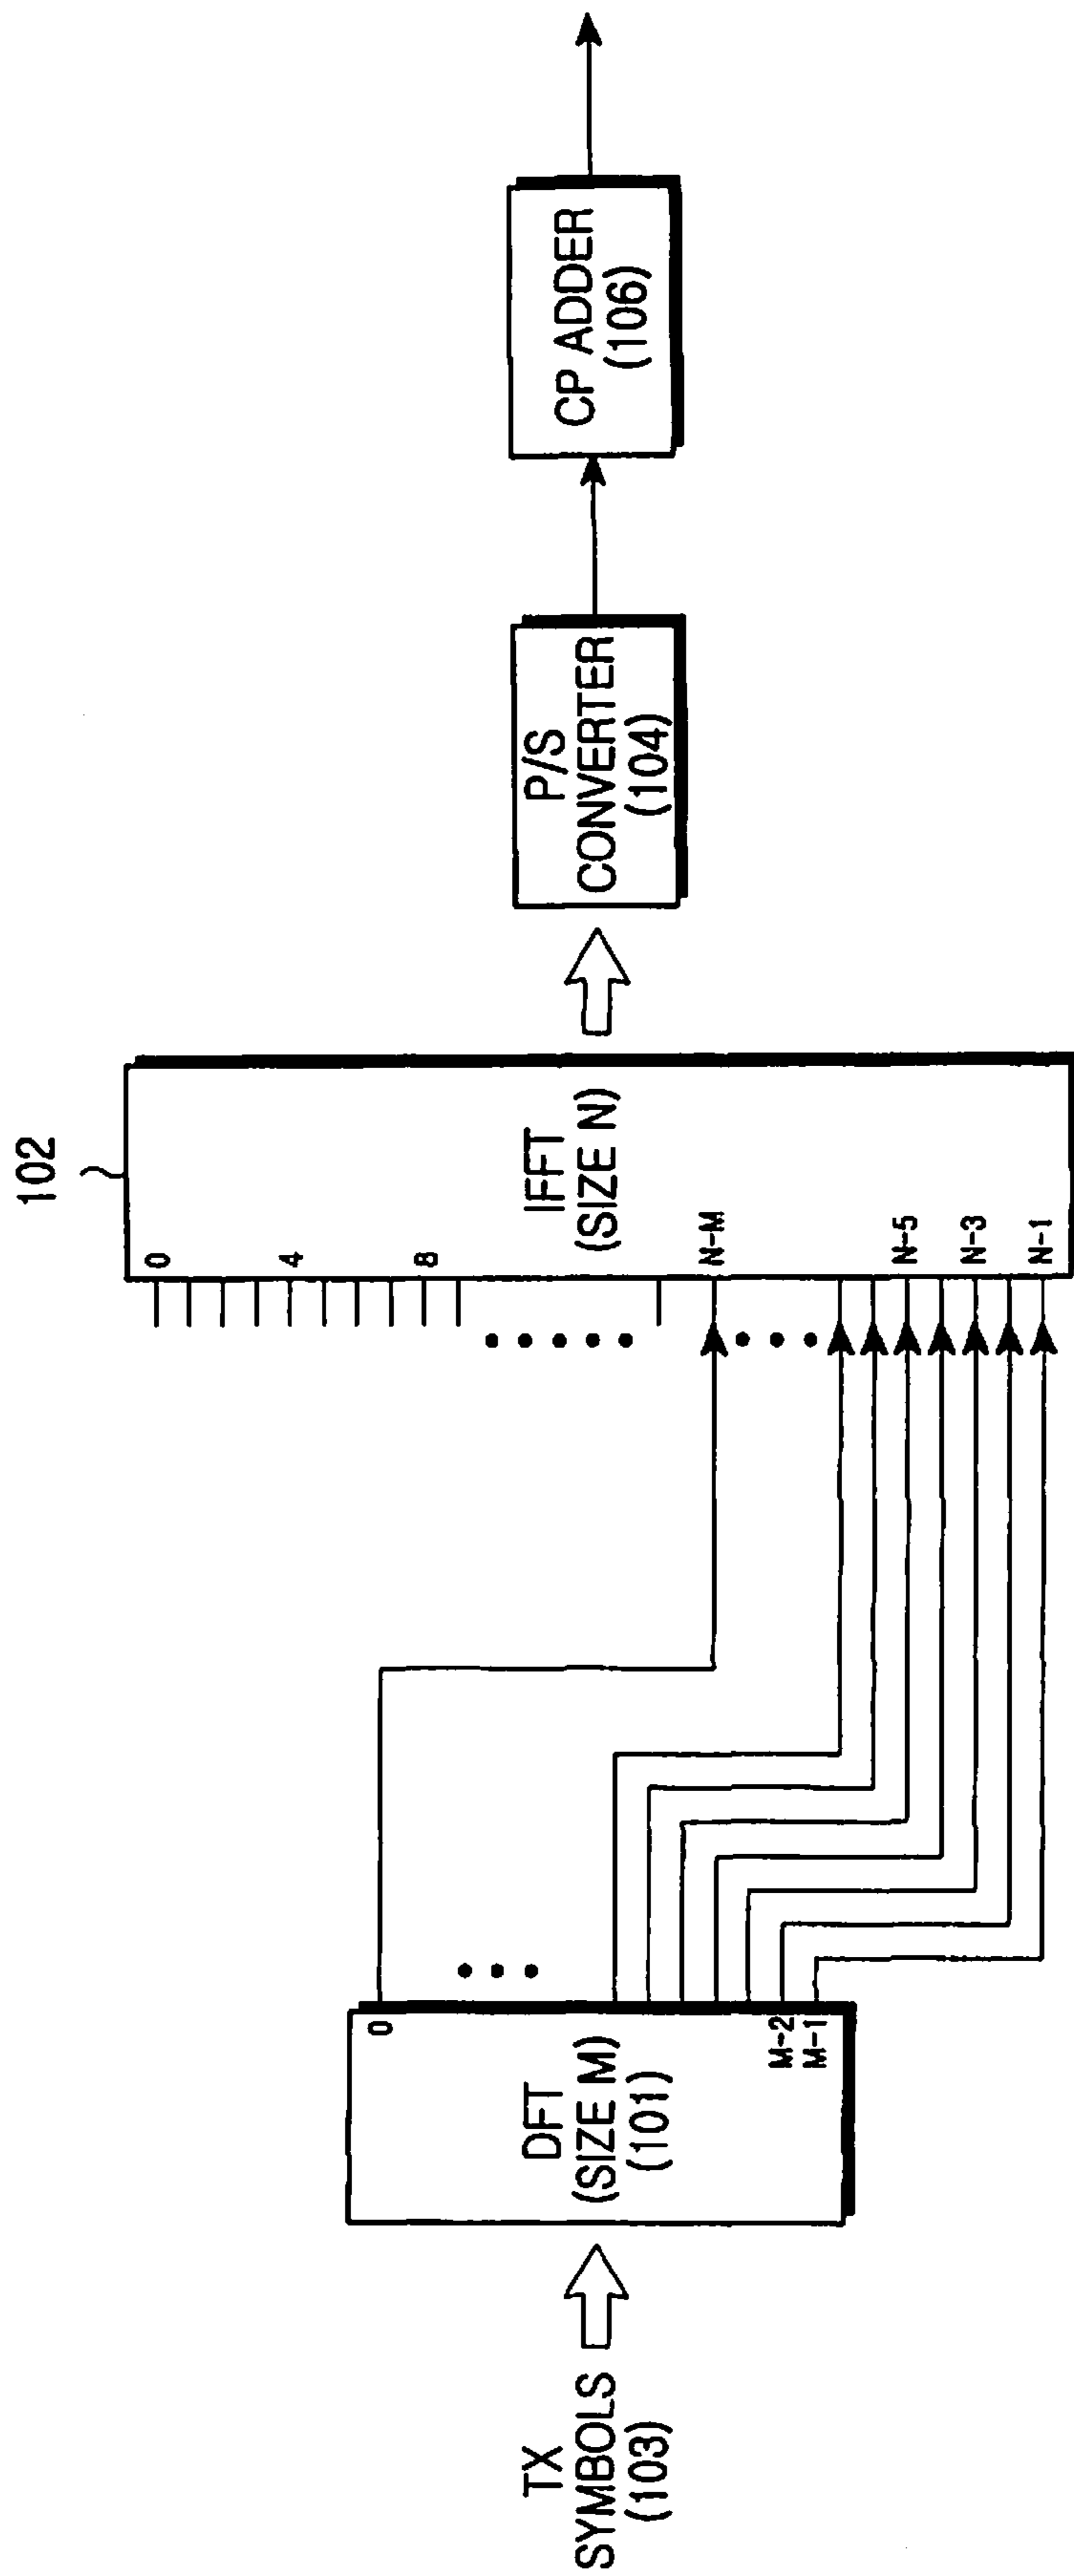 TX
SYMBOLS
(103)
DFT
(SIZE M)
(101)
0
M-2
M-1
102
IFFT
(SIZE N)
0
4
8
N-M
N-5
N-3
N-1
P/S
CONVERTER
(104)
CP ADDER
(106)